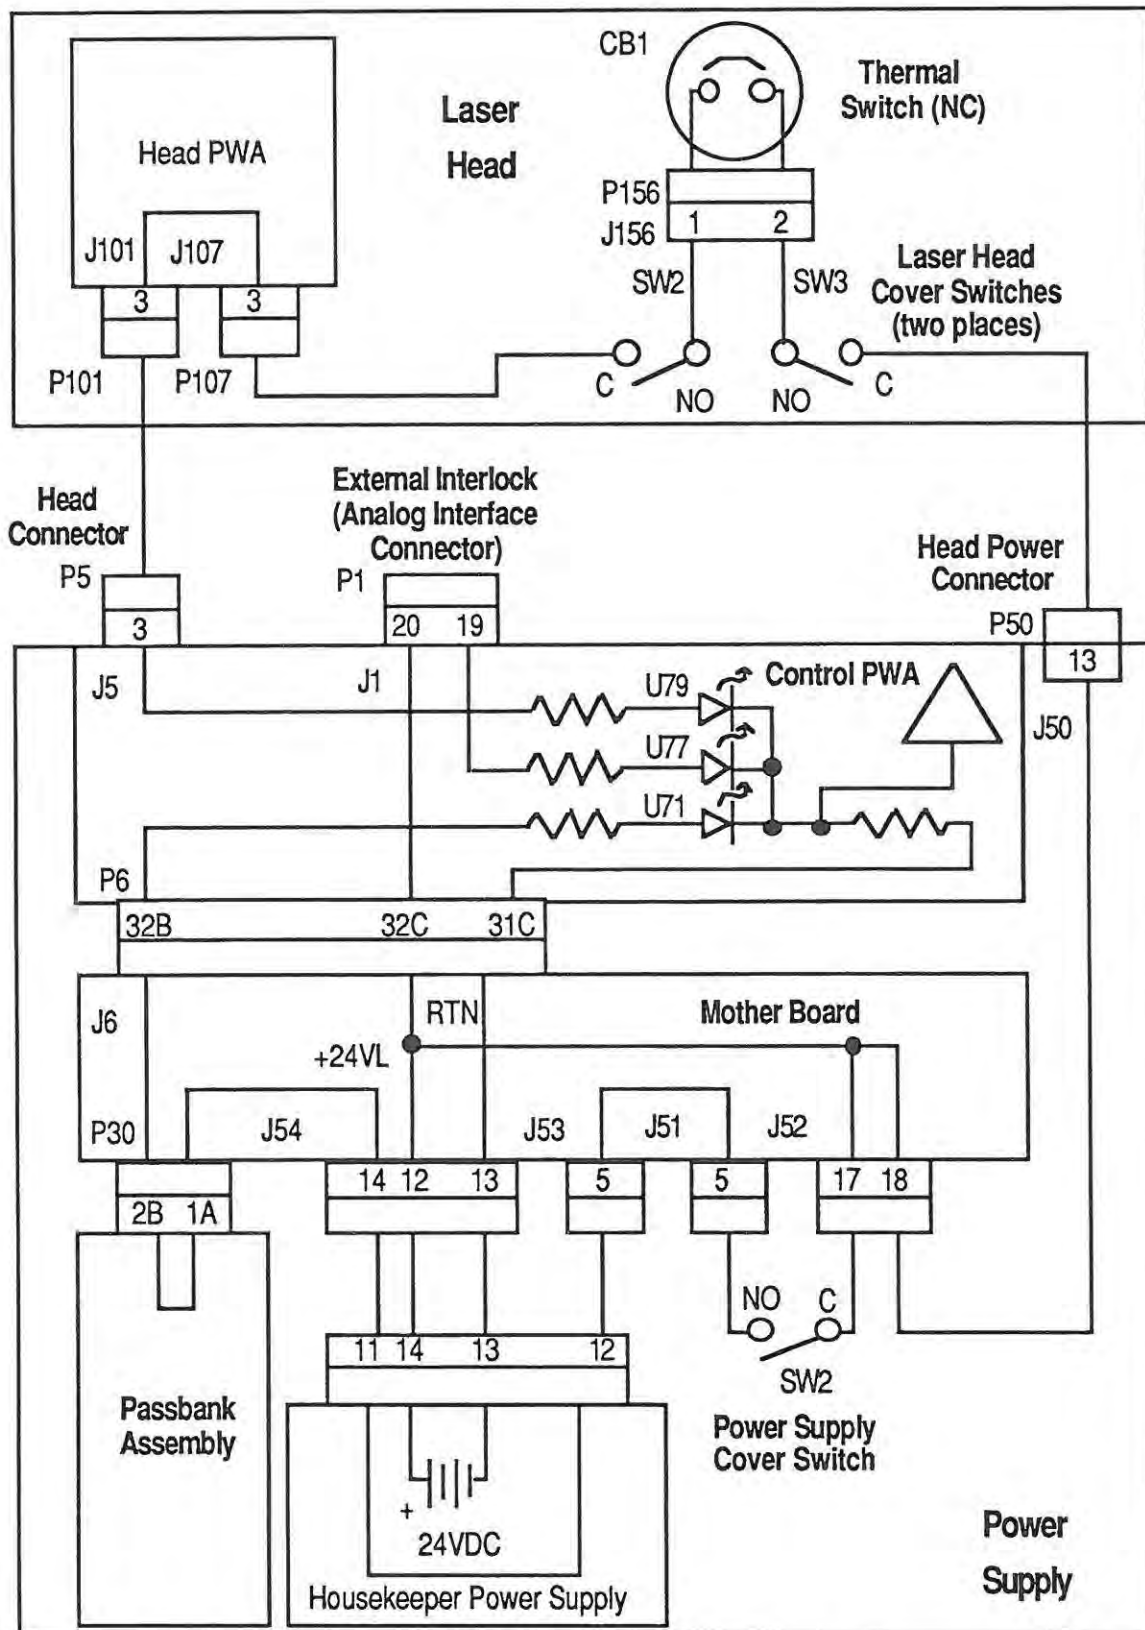 CB1
Thermal
Switch (NC)
Laser
Head
Head PWA
P156
J156
1 2
J101 J107
3 3
SW2 SW3
Laser Head
Cover Switches
(two places)
P101 P107
C NO NO C
Head
Connector
External Interlock
(Analog Interface
Connector)
Head Power
Connector
P5
P1
P50
3
20 19
13
J5
J1
U79
Control PWA
J50
U77
U71
P6
32B 32C 31C
J6
RTN
Mother Board
+24VL
P30
J54
J53
J51
J52
14 12 13 5 5 17 18
2B 1A
NO C
11 14 13 12
SW2
Passbank
Assembly
Power Supply
Cover Switch
+
24VDC
Housekeeper Power Supply
Power
Supply